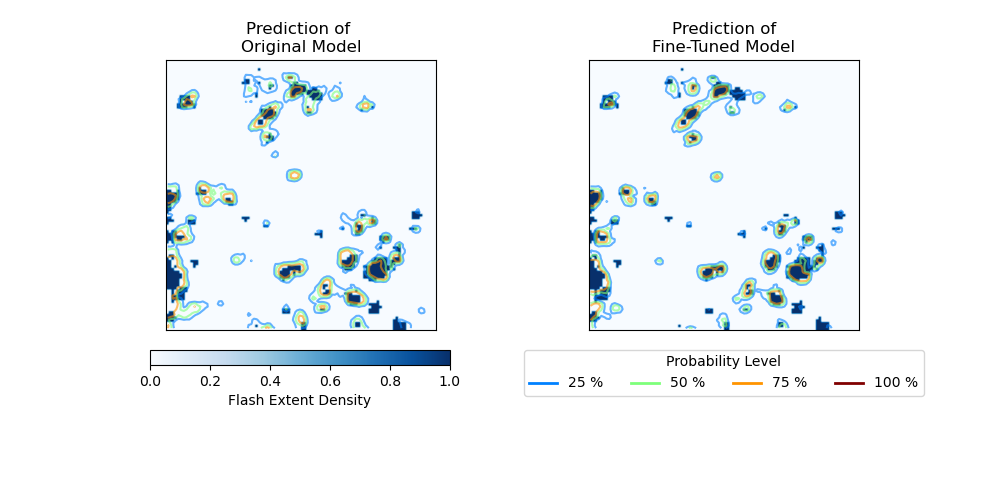 Prediction of
Original Model
Prediction of
Fine-Tuned Model
0.0 0.2 0.4 0.6 0.8 1.0
Flash Extent Density
Probability Level
25 % 50 % 75 % 100 %